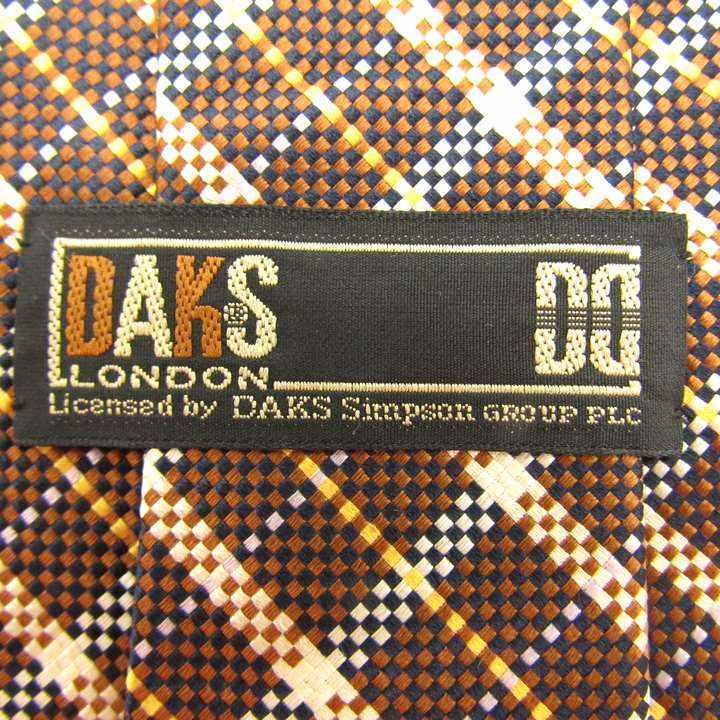 DAKS® DD
LONDON
Licensed by DAKS Simpson GROUP PLC